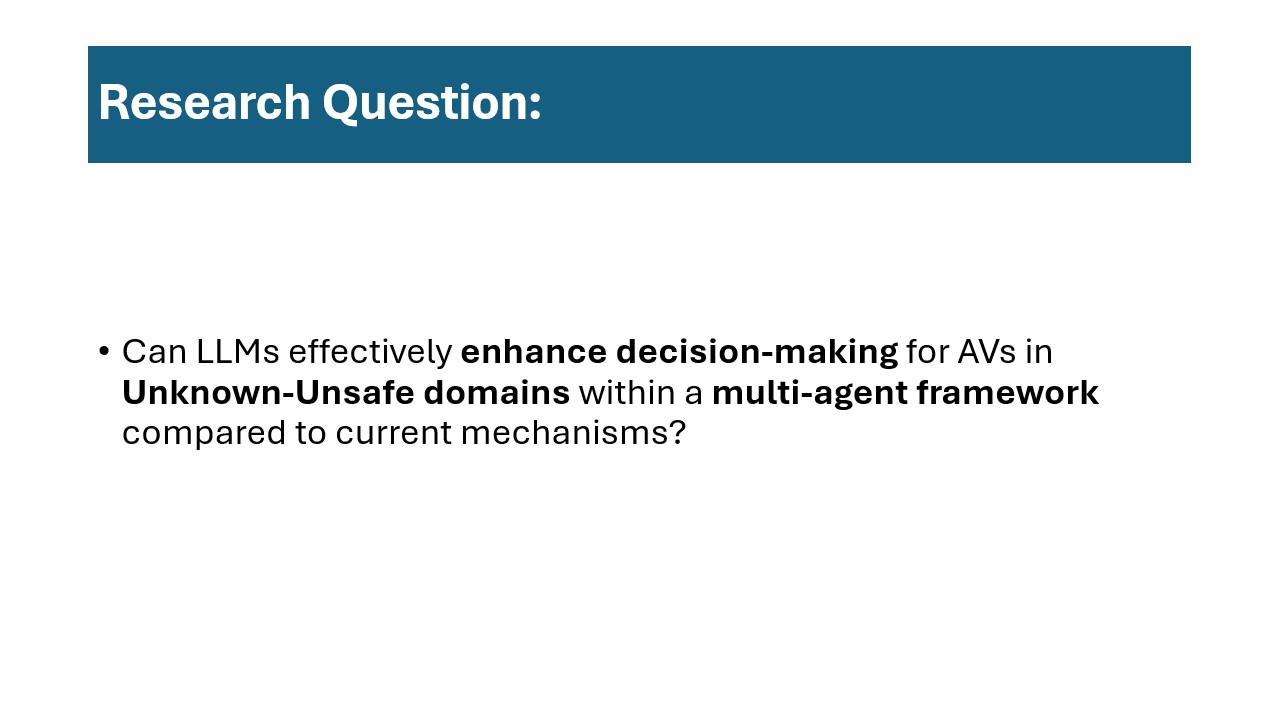 Research Question:
• Can LLMs effectively enhance decision-making for AVs in
Unknown-Unsafe domains within a multi-agent framework
compared to current mechanisms?